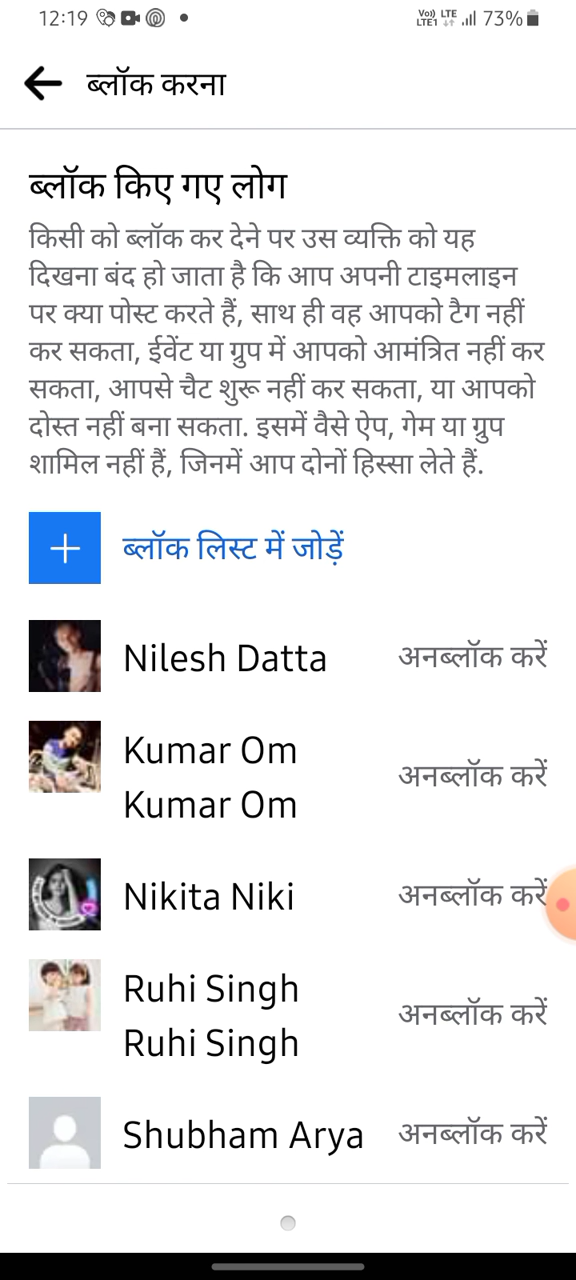 12:19 Vo) LTE LTE1 73%
ब्लॉक करना
ब्लॉक किए गए लोग
किसी को ब्लॉक कर देने पर उस व्यक्ति को यह
दिखना बंद हो जाता है कि आप अपनी टाइमलाइन
पर क्या पोस्ट करते हैं, साथ ही वह आपको टैग नहीं
कर सकता, ईवेंट या ग्रुप में आपको आमंत्रित नहीं कर
सकता, आपसे चैट शुरू नहीं कर सकता, या आपको
दोस्त नहीं बना सकता. इसमें वैसे ऐप, गेम या ग्रुप
शामिल नहीं हैं, जिनमें आप दोनों हिस्सा लेते हैं.
ब्लॉक लिस्ट में जोड़ें
Nilesh Datta अनब्लॉक करें
Kumar Om
Kumar Om
अनब्लॉक करें
Nikita Niki अनब्लॉक करें
Ruhi Singh
Ruhi Singh
अनब्लॉक करें
Shubham Arya अनब्लॉक करें